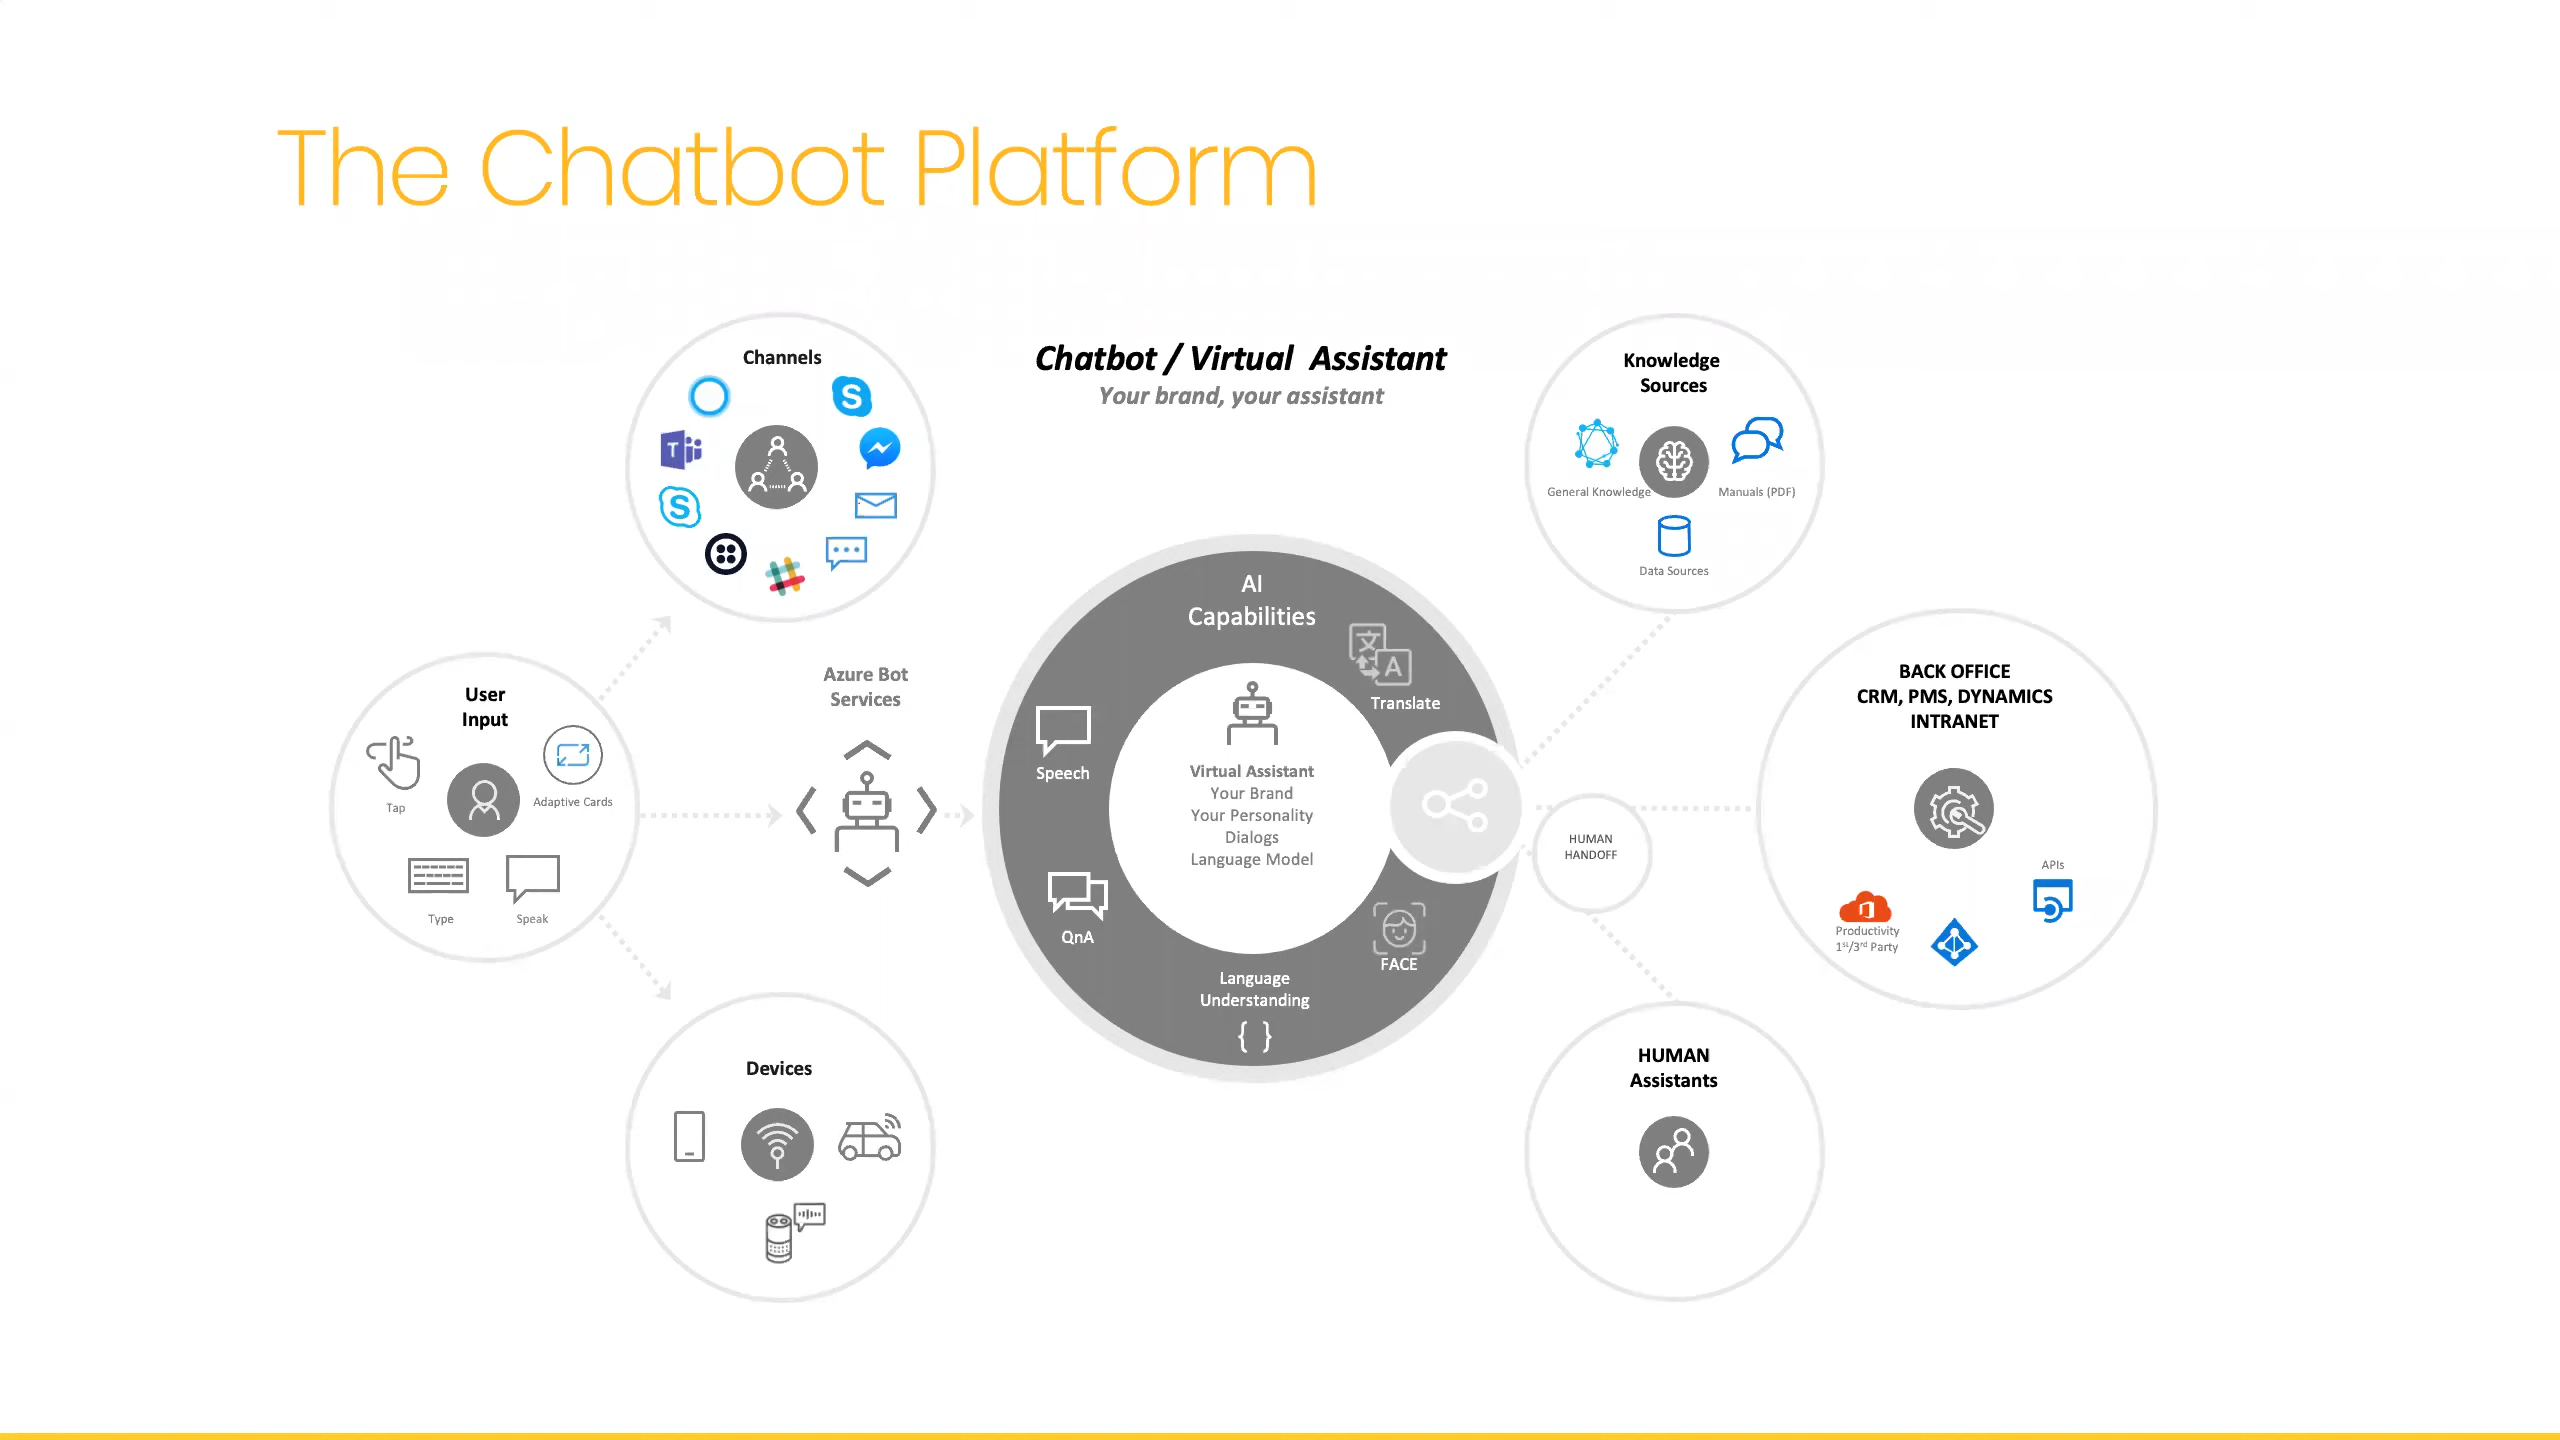 The Chatbot Platform
Channels
Chatbot / Virtual Assistant
Your brand, your assistant
Knowledge
Sources
General Knowledge
Manuals (PDF)
Data Sources
User
Input
Tap
Adaptive Cards
Type
Speak
Azure Bot
Services
AI
Capabilities
Translate
Speech
Virtual Assistant
Your Brand
Your Personality
Dialogs
Language Model
QnA
FACE
Language
Understanding
{ }
HUMAN
HANDOFF
BACK OFFICE
CRM, PMS, DYNAMICS
INTRANET
APIs
Productivity
1st/3rd Party
Devices
HUMAN
Assistants